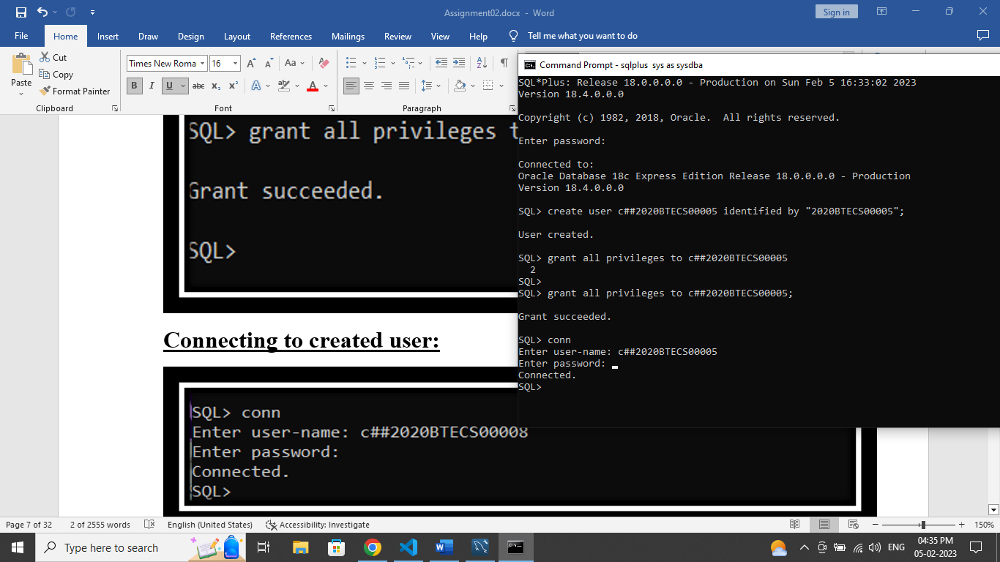 Assignment02.docx - Word
Sign in
File Home Insert Draw Design Layout References Mailings Review View Help Tell me what you want to do
Paste
Cut
Copy
Format Painter
Clipboard
Times New Roma 16
Aa
B I U abc x₂ x²
Font
Paragraph
SQL> grant all privileges t
Grant succeeded.
SQL>
Connecting to created user:
SQL> conn
Enter user-name: c##2020BTECS00008
Enter password:
Connected.
SQL>
Command Prompt - sqlplus sys as sysdba
SQL*Plus: Release 18.0.0.0.0 - Production on Sun Feb 5 16:33:02 2023
Version 18.4.0.0.0
Copyright (c) 1982, 2018, Oracle. All rights reserved.
Enter password:
Connected to:
Oracle Database 18c Express Edition Release 18.0.0.0.0 - Production
Version 18.4.0.0.0
SQL> create user c##2020BTECS00005 identified by "2020BTECS00005";
User created.
SQL> grant all privileges to c##2020BTECS00005
2
SQL>
SQL> grant all privileges to c##2020BTECS00005;
Grant succeeded.
SQL> conn
Enter user-name: c##2020BTECS00005
Enter password:
Connected.
SQL>
Page 7 of 32 2 of 2555 words English (United States) Accessibility: Investigate 150%
Type here to search
ENG
04:35 PM
05-02-2023